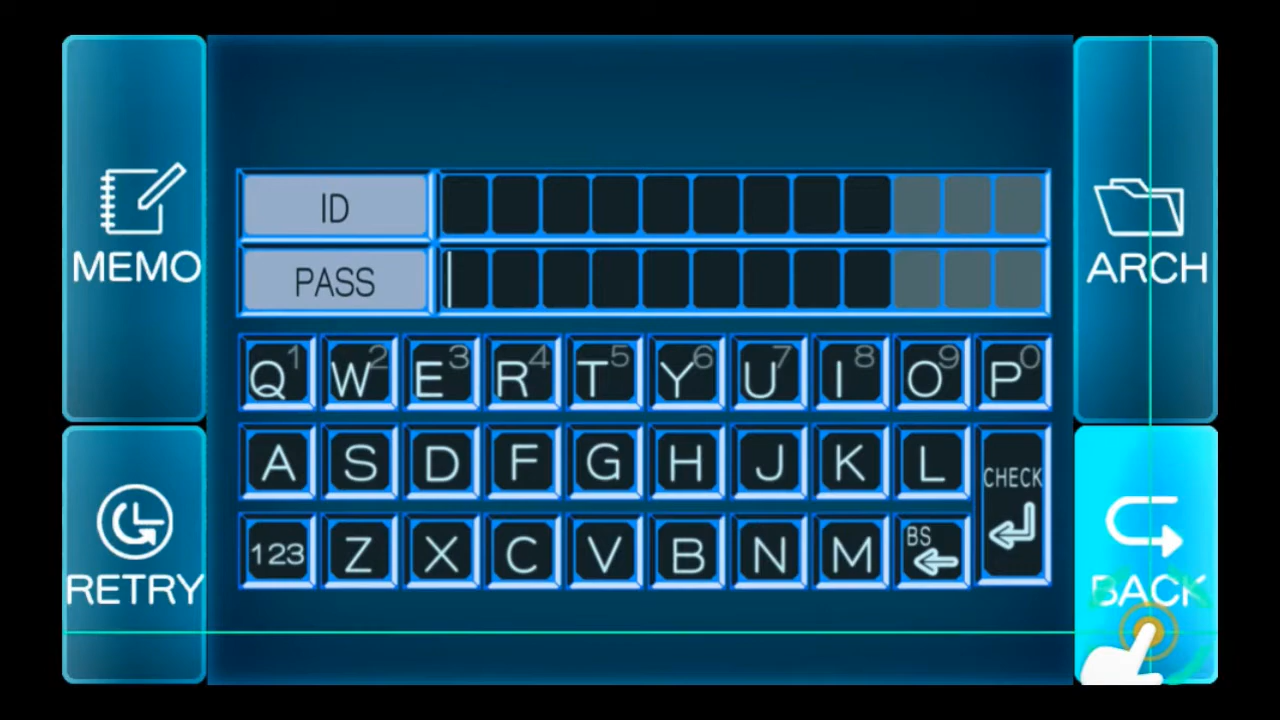 MEMO
RETRY
ID
PASS
Q1 W2 E3 R4 T5 Y6 U7 I8 O9 P0
A S D F G H J K L
CHECK
123 Z X C V B N M BS
ARCH
BACK